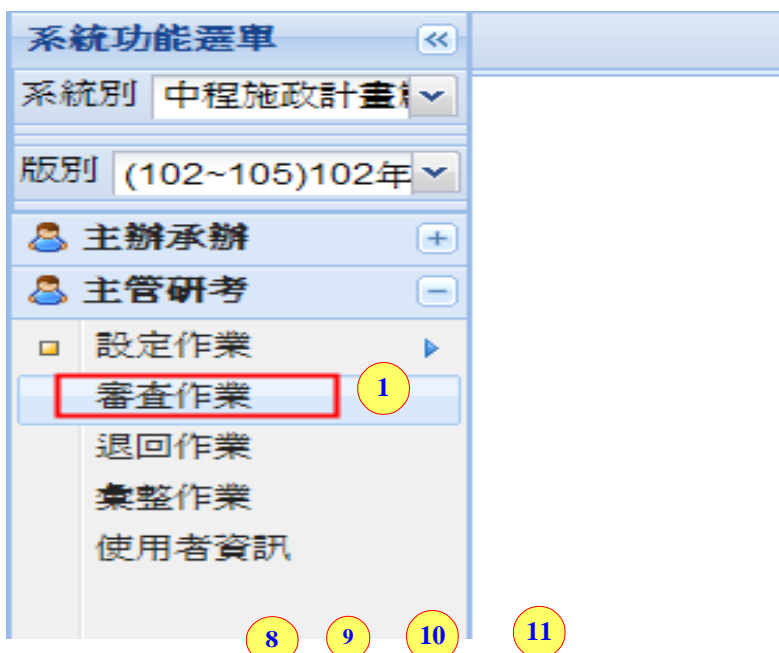 系統功能選單
系統別 中程施政計畫
版別 (102~105)102年
主辦承辦
主管研考
設定作業
審查作業 1
退回作業
彙整作業
使用者資訊
8 9 10 11